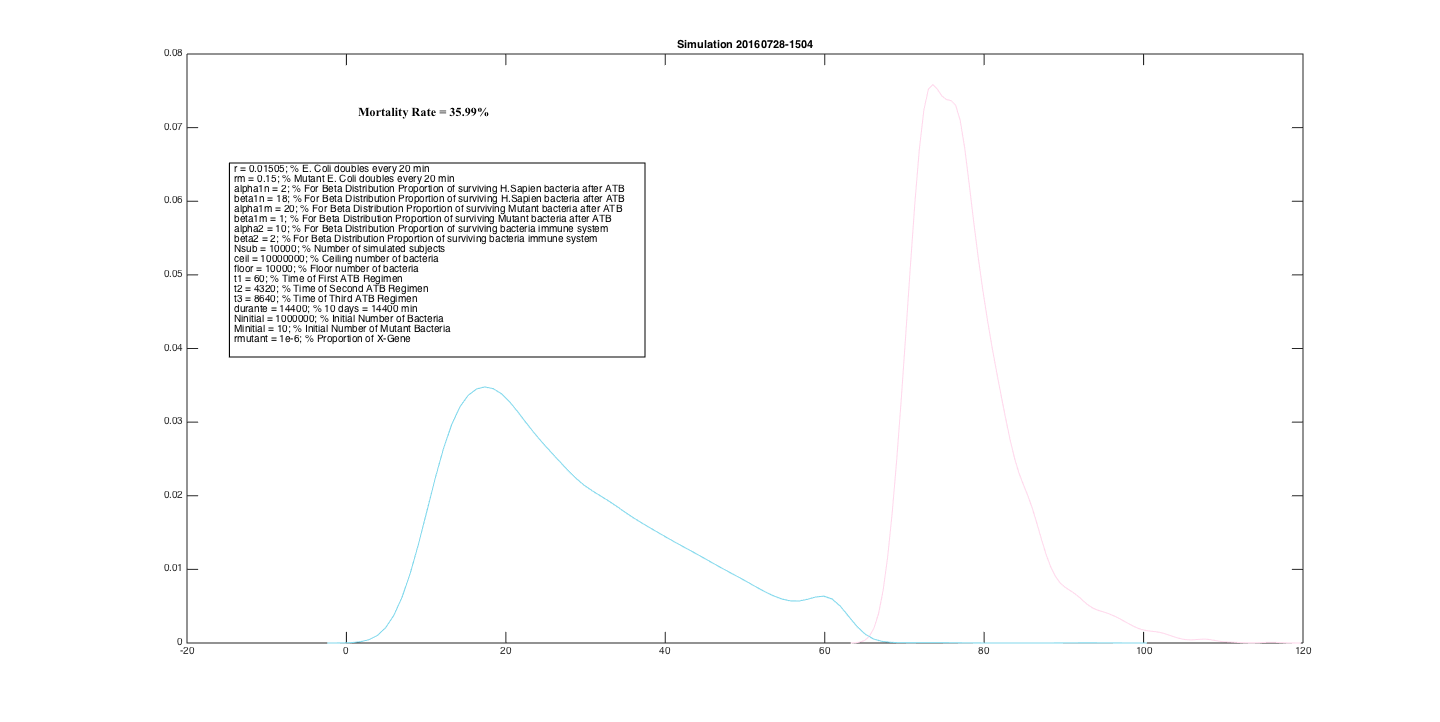 Simulation 20160728-1504
0.08
Mortality Rate = 35.99%
0.07
r = 0.01505; % E. Coli doubles every 20 min
rm = 0.15; % Mutant E. Coli doubles every 20 min
alpha1n = 2; % For Beta Distribution Proportion of surviving H.Sapien bacteria after ATB
beta1n = 18; % For Beta Distribution Proportion of surviving H.Sapien bacteria after ATB
alpha1m = 20; % For Beta Distribution Proportion of surviving Mutant bacteria after ATB
beta1m = 1; % For Beta Distribution Proportion of surviving Mutant bacteria after ATB
alpha2 = 10; % For Beta Distribution Proportion of surviving bacteria immune system
beta2 = 2; % For Beta Distribution Proportion of surviving bacteria immune system
Nsub = 10000; % Number of simulated subjects
ceil = 10000000; % Ceiling number of bacteria
floor = 10000; % Floor number of bacteria
t1 = 60; % Time of First ATB Regimen
t2 = 4320; % Time of Second ATB Regimen
t3 = 8640; % Time of Third ATB Regimen
durante = 14400; % 10 days = 14400 min
Ninitial = 1000000; % Initial Number of Bacteria
Minitial = 10; % Initial Number of Mutant Bacteria
rmutant = 1e-6; % Proportion of X-Gene
0.06
0.05
0.04
0.03
0.02
0.01
0
-20 0 20 40 60 80 100 120